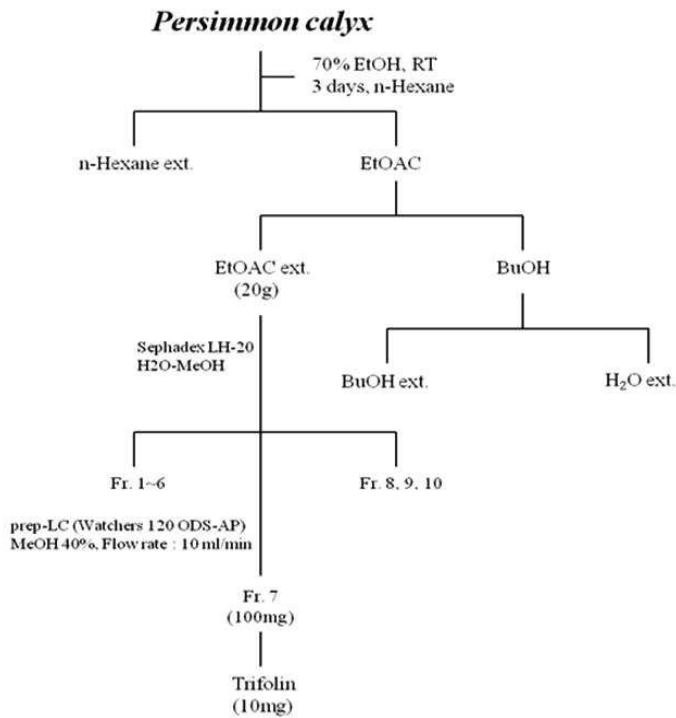 Persimmon calyx
70% EtOH, RT
3 days, n-Hexane
n-Hexane ext.
EtOAC
EtOAC ext.
(20g)
BuOH
Sephadex LH-20
H2O-MeOH
BuOH ext.
H₂O ext.
Fr. 1~6
Fr. 8, 9, 10
prep-LC (Watchers 120 ODS-AP)
MeOH 40%, Flow rate : 10 ml/min
Fr. 7
(100mg)
Trifolin
(10mg)